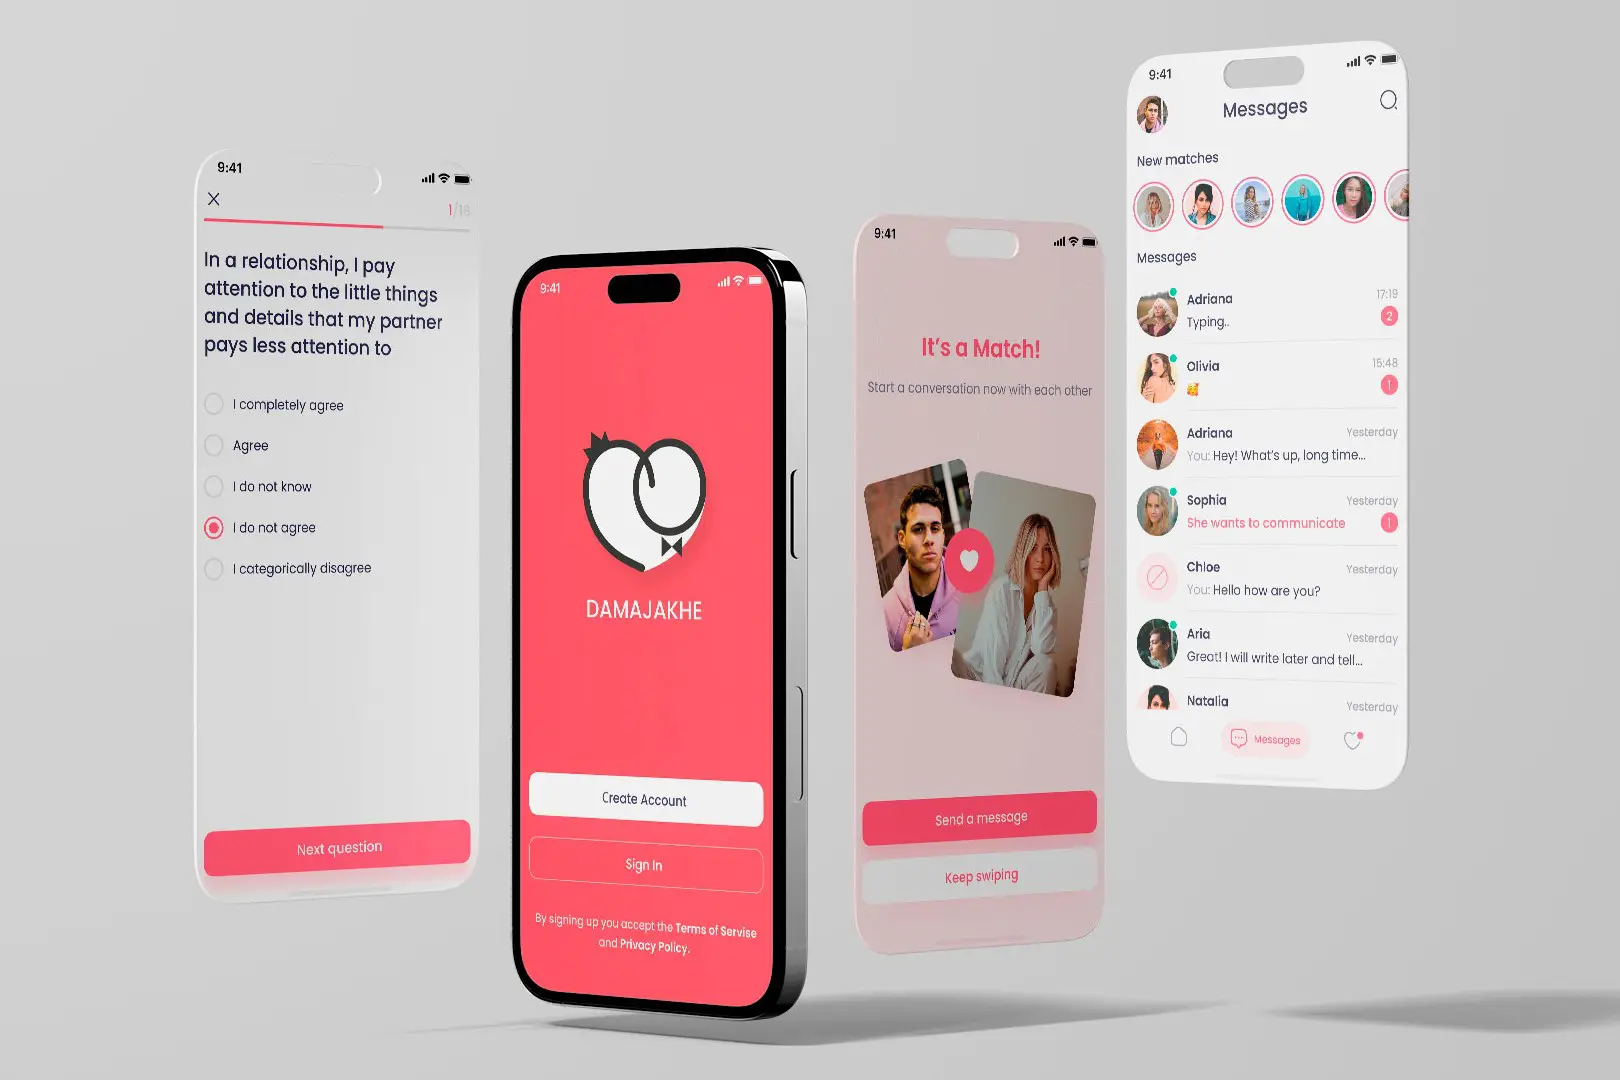 9:41
1/18
In a relationship, I pay
attention to the little things
and details that my partner
pays less attention to
I completely agree
Agree
I do not know
I do not agree
I categorically disagree
Next question
9:41
DAMAJAKHE
Create Account
Sign In
By signing up you accept the Terms of Servise
and Privacy Policy.
9:41
It's a Match!
Start a conversation now with each other
Send a message
Keep swiping
9:41
Messages
New matches
Messages
Adriana 17:19
Typing.. 2
Olivia 15:48
1
Adriana Yesterday
You: Hey! What's up, long time...
Sophia Yesterday
She wants to communicate 1
Chloe Yesterday
You: Hello how are you?
Aria Yesterday
Great! I will write later and tell...
Natalia Yesterday
Messages